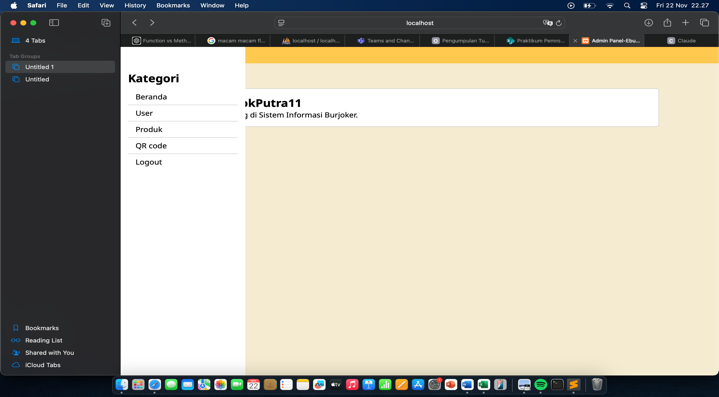 Safari File Edit View History Bookmarks Window Help Fri 22 Nov 22.27
localhost
4 Tabs
Tab Groups
Untitled 1
Untitled
Function vs Meth... macam macam fl... localhost / localh... Teams and Chan... Pengumpulan Tu... Praktikum Pemro... Admin Panel-Ebu... Claude
Kategori
Beranda
User
Produk
QR code
Logout
okPutra11
g di Sistem Informasi Burjoker.
Bookmarks
Reading List
Shared with You
iCloud Tabs